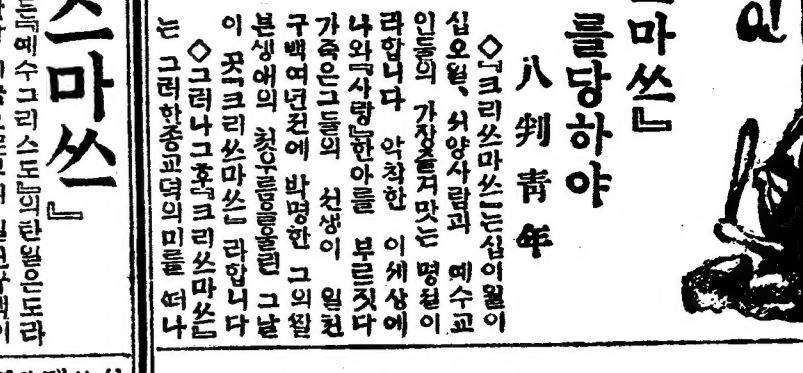 인
마쓰』
를당하야
八判靑年
◇『크리쓰마쓰』는십이월이
십오일、서양사람과 예수교
인들의 가장즐겨맛는 명절이
라합니다 악착한 이세상에
나와『사랑』한아를 부르짓다
가죽은그들의 선생이 일천
구백여년전에 박명한 그의짤
븐생애의 첫우름을울린 그날
이 곳『크리쓰마쓰』라합니다
◇그러나그후『크리쓰마쓰』
는 그러한종교덕의미를 떠나
스마쓰』
는『예수그리스도』의탄일은도라